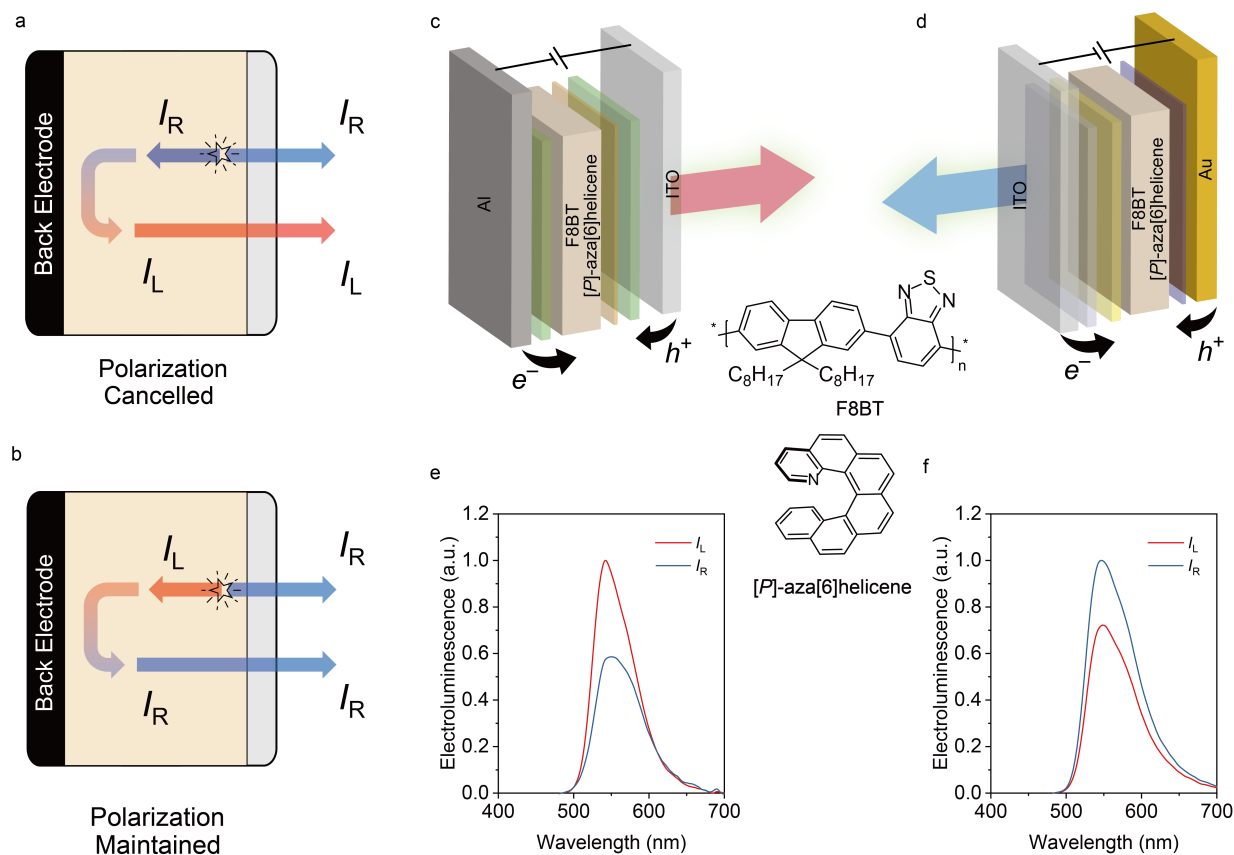 a
Back Electrode
I_R
I_R
I_L
I_L
Polarization
Cancelled
b
Back Electrode
I_L
I_R
I_R
I_R
Polarization
Maintained
c
Al
F8BT
[P]-aza[6]helicene
ITO
e⁻
h⁺
d
ITO
F8BT
[P]-aza[6]helicene
Au
e⁻
h⁺
N
S
N
*
*
n
C₈H₁₇
C₈H₁₇
F8BT
N
[P]-aza[6]helicene
e
Electroluminescence (a.u.)
1.2
1.0
0.8
0.6
0.4
0.2
0.0
400
500
600
700
Wavelength (nm)
I_L
I_R
f
Electroluminescence (a.u.)
1.2
1.0
0.8
0.6
0.4
0.2
0.0
400
500
600
700
Wavelength (nm)
I_L
I_R